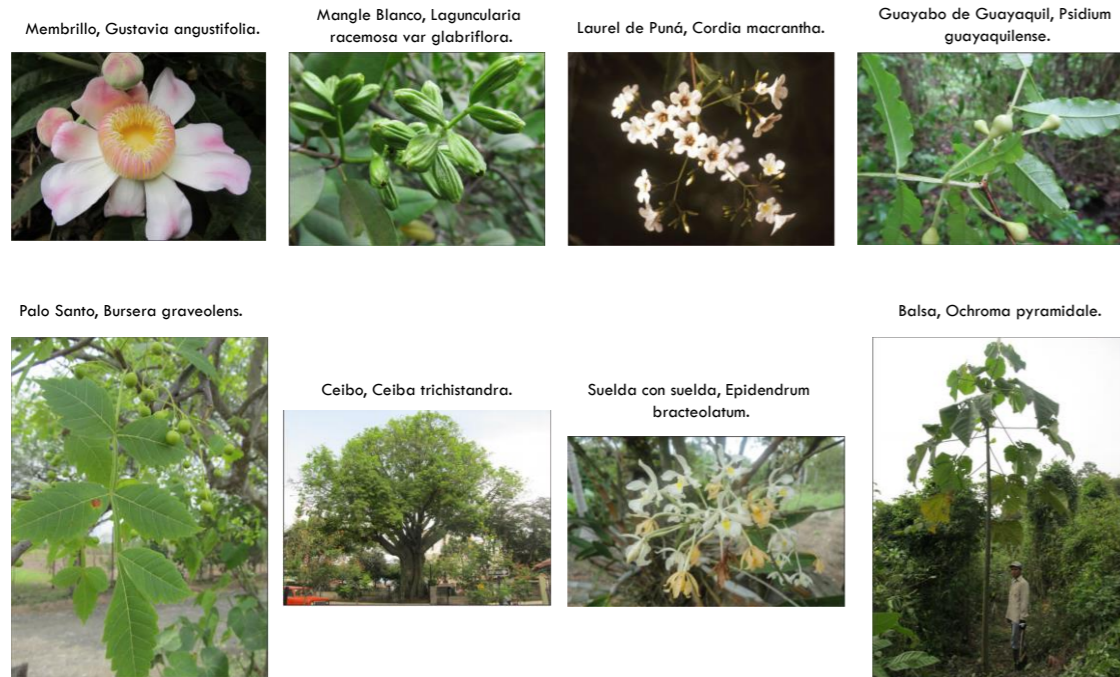 Membrillo, Gustavia angustifolia.
Mangle Blanco, Laguncularia
racemosa var glabriflora.
Laurel de Puná, Cordia macrantha.
Guayabo de Guayaquil, Psidium
guayaquilense.
Palo Santo, Bursera graveolens.
Ceibo, Ceiba trichistandra.
Suelda con suelda, Epidendrum
bracteolatum.
Balsa, Ochroma pyramidale.